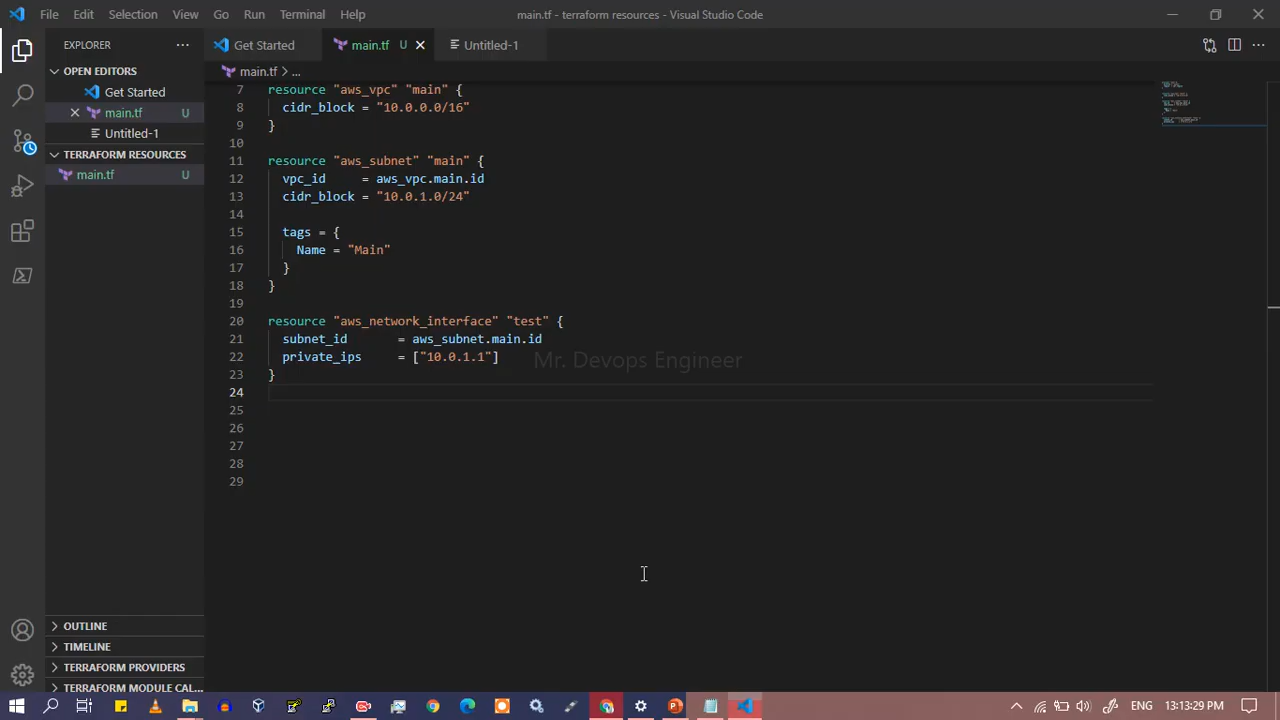 File Edit Selection View Go Run Terminal Help main.tf - terraform resources - Visual Studio Code
EXPLORER
OPEN EDITORS
Get Started
main.tf U
Untitled-1
TERRAFORM RESOURCES
main.tf U
OUTLINE
TIMELINE
TERRAFORM PROVIDERS
TERRAFORM MODULE CAL...
Get Started main.tf U Untitled-1
main.tf > ...
7 resource "aws_vpc" "main" {
8 cidr_block = "10.0.0.0/16"
9 }
10
11 resource "aws_subnet" "main" {
12 vpc_id = aws_vpc.main.id
13 cidr_block = "10.0.1.0/24"
14
15 tags = {
16 Name = "Main"
17 }
18 }
19
20 resource "aws_network_interface" "test" {
21 subnet_id = aws_subnet.main.id
22 private_ips = ["10.0.1.1"]
23 }
24
25
26
27
28
29
Mr. Devops Engineer
ENG 13:13:29 PM